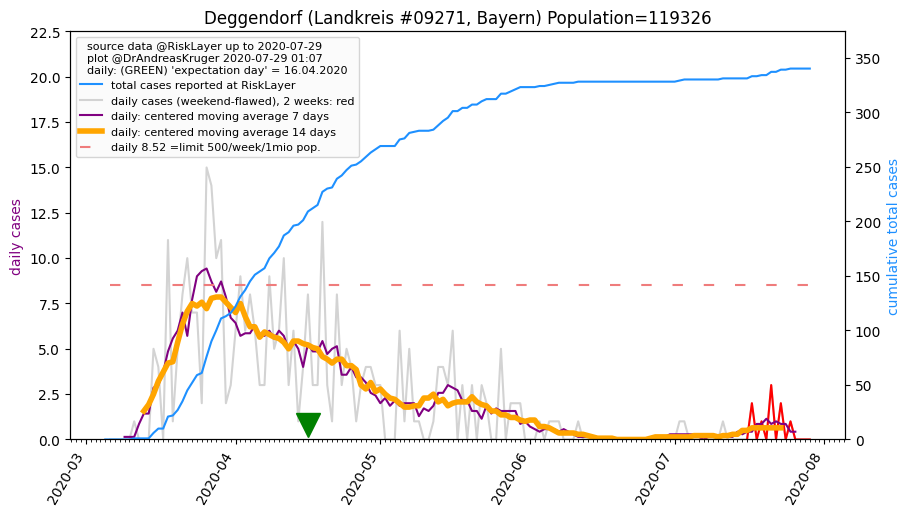 Deggendorf (Landkreis #09271, Bayern) Population=119326
source data @RiskLayer up to 2020-07-29
plot @DrAndreasKruger 2020-07-29 01:07
daily: (GREEN) 'expectation day' = 16.04.2020
total cases reported at RiskLayer
daily cases (weekend-flawed), 2 weeks: red
daily: centered moving average 7 days
daily: centered moving average 14 days
daily 8.52 =limit 500/week/1mio pop.
daily cases
22.5
20.0
17.5
15.0
12.5
10.0
7.5
5.0
2.5
0.0
350
300
250
200
150
100
50
0
cumulative total cases
2020-03
2020-04
2020-05
2020-06
2020-07
2020-08